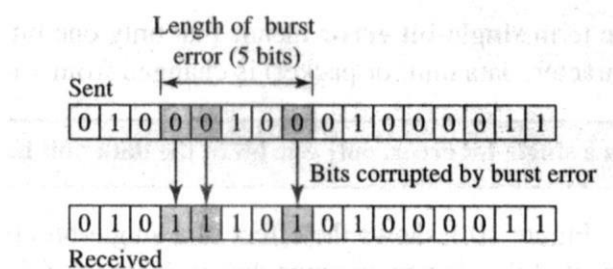 Length of burst
error (5 bits)
Sent
0 1 0 0 0 1 0 0 0 1 0 0 0 0 1 1
Bits corrupted by burst error
0 1 0 1 1 1 0 1 0 1 0 0 0 0 1 1
Received